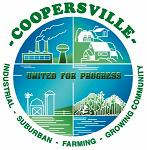 - COOPERSVILLE -
UNITED FOR PROGRESS
INDUSTRIAL - SUBURBAN - FARMING - GROWING COMMUNITY